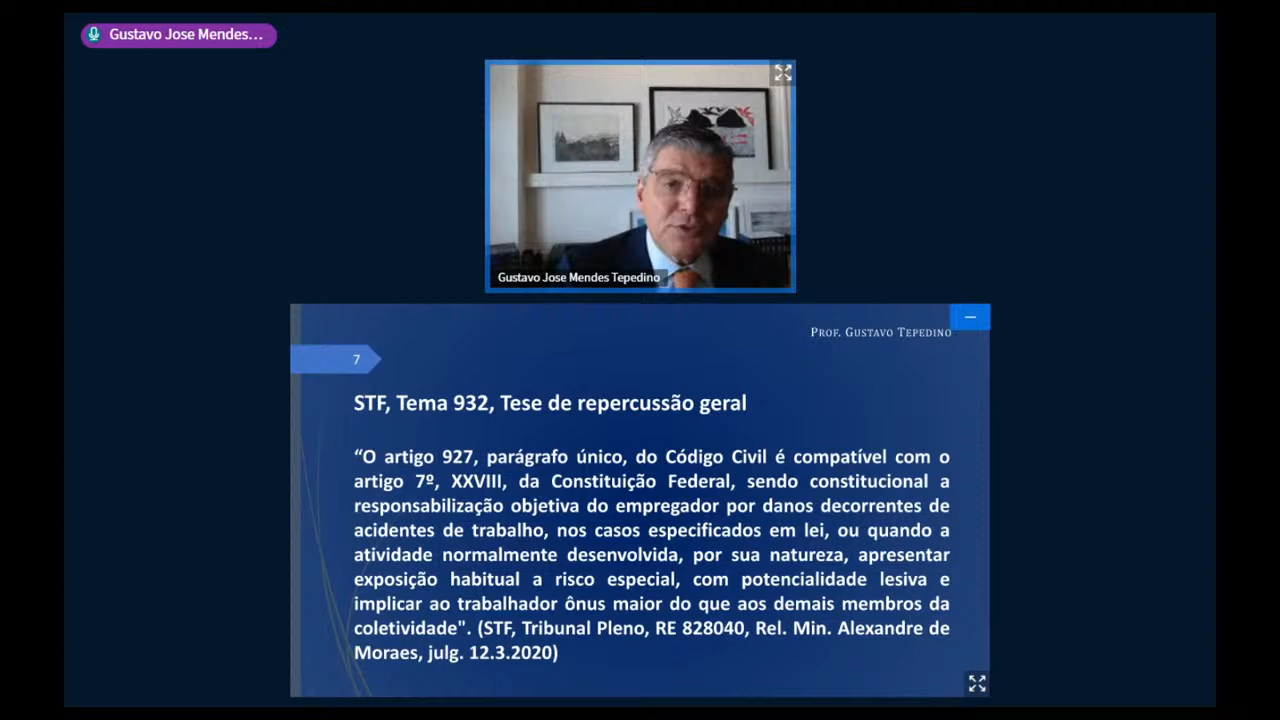 Gustavo Jose Mendes...
Gustavo Jose Mendes Tepedino
PROF. GUSTAVO TEPEDINO
7
STF, Tema 932, Tese de repercussão geral
“O artigo 927, parágrafo único, do Código Civil é compatível com o
artigo 7º, XXVIII, da Constituição Federal, sendo constitucional a
responsabilização objetiva do empregador por danos decorrentes de
acidentes de trabalho, nos casos especificados em lei, ou quando a
atividade normalmente desenvolvida, por sua natureza, apresentar
exposição habitual a risco especial, com potencialidade lesiva e
implicar ao trabalhador ônus maior do que aos demais membros da
coletividade". (STF, Tribunal Pleno, RE 828040, Rel. Min. Alexandre de
Moraes, julg. 12.3.2020)